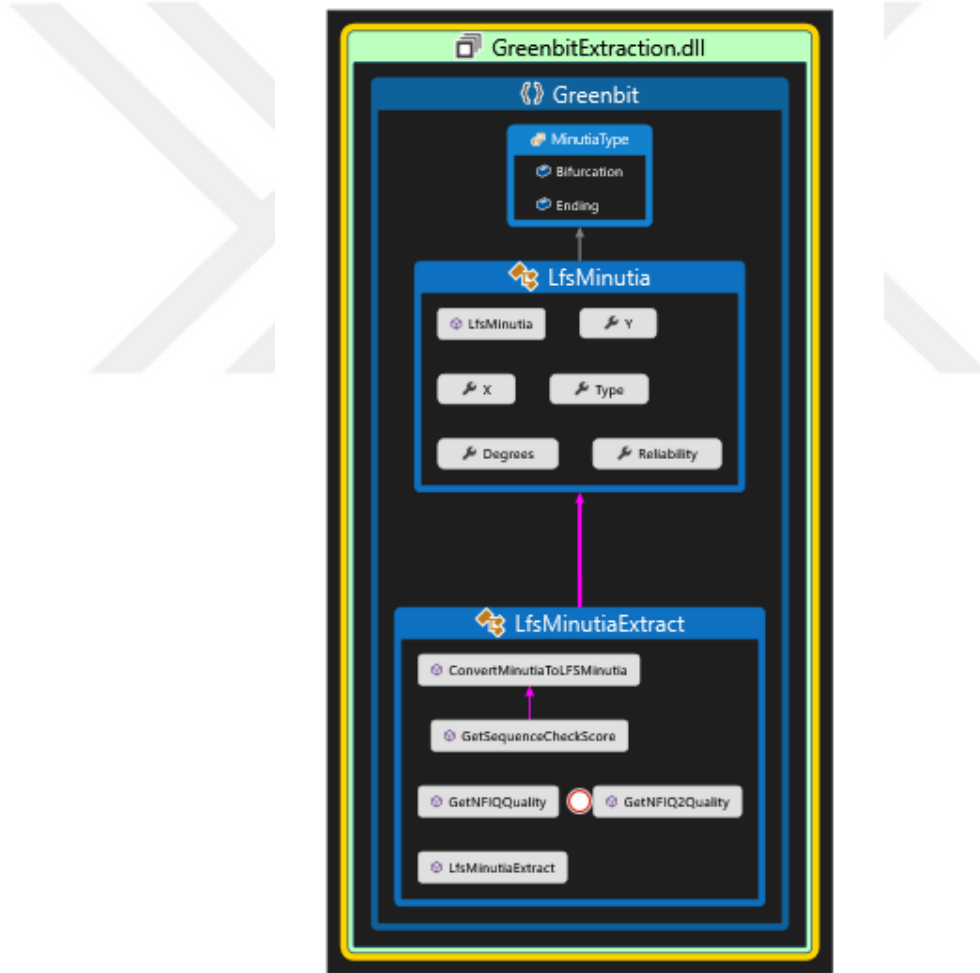 GreenbitExtraction.dll
Greenbit
MinutiaType
Bifurcation
Ending
LfsMinutia
LfsMinutia
Y
X
Type
Degrees
Reliability
LfsMinutiaExtract
ConvertMinutiaToLFSMinutia
GetSequenceCheckScore
GetNFIQQuality
GetNFIQ2Quality
LfsMinutiaExtract